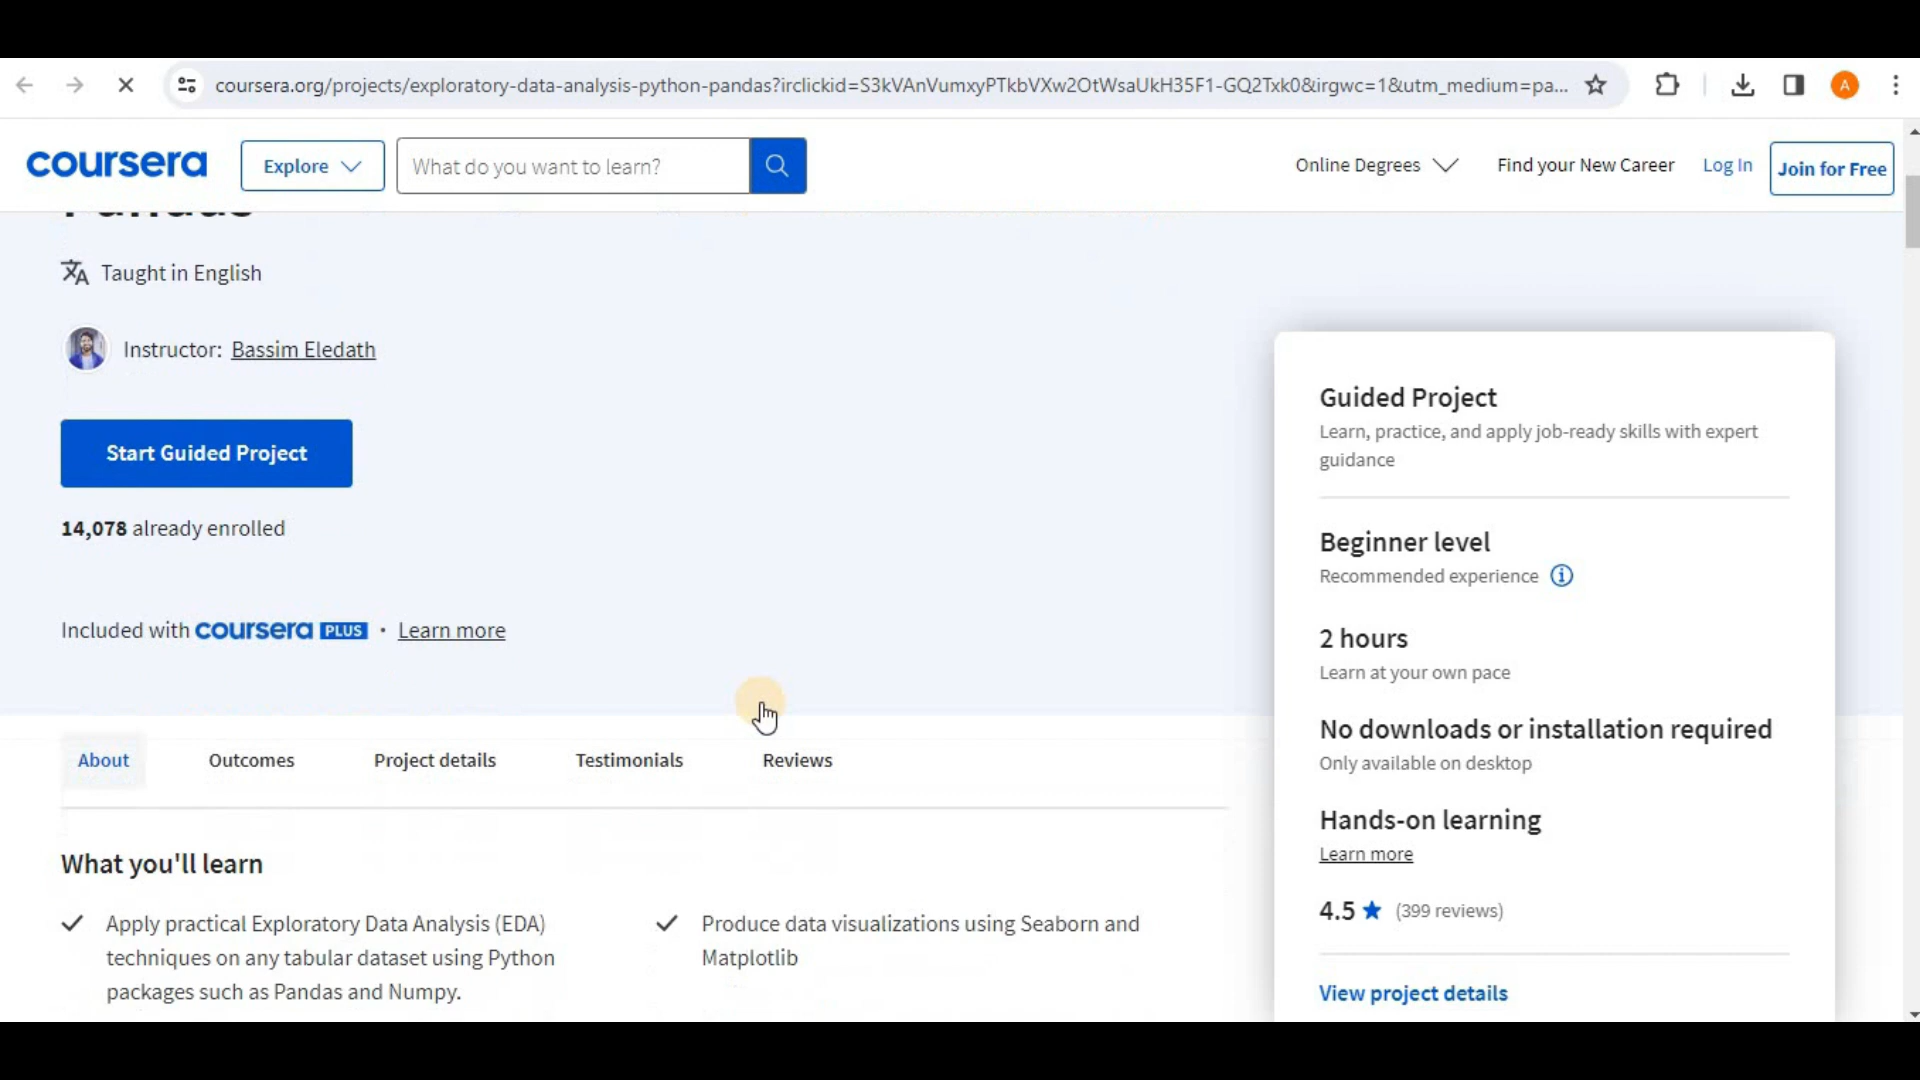 coursera.org/projects/exploratory-data-analysis-python-pandas?irclickid=S3kVAnVumxyPTkbVXw2OtWsaUkH35F1-GQ2Txk0&irgwc=1&utm_medium=pa...
A
coursera
Explore
What do you want to learn?
Online Degrees
Find your New Career
Log In
Join for Free
Taught in English
Instructor: Bassim Eledath
Start Guided Project
14,078 already enrolled
Included with coursera PLUS • Learn more
About
Outcomes
Project details
Testimonials
Reviews
What you'll learn
Apply practical Exploratory Data Analysis (EDA)
techniques on any tabular dataset using Python
packages such as Pandas and Numpy.
Produce data visualizations using Seaborn and
Matplotlib
Guided Project
Learn, practice, and apply job-ready skills with expert
guidance
Beginner level
Recommended experience
2 hours
Learn at your own pace
No downloads or installation required
Only available on desktop
Hands-on learning
Learn more
4.5 ★ (399 reviews)
View project details